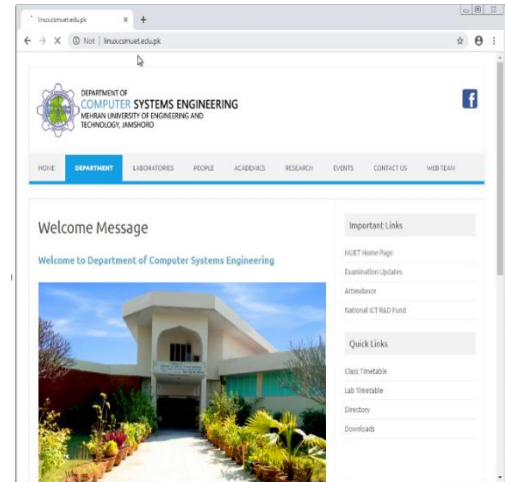 linux.csmuet.edu.pk
Not | linux.csmuet.edu.pk
DEPARTMENT OF
COMPUTER SYSTEMS ENGINEERING
MEHRAN UNIVERSITY OF ENGINEERING AND
TECHNOLOGY, JAMSHORO
f
HOME DEPARTMENT LABORATORIES PEOPLE ACADEMICS RESEARCH EVENTS CONTACT US WEB TEAM
Welcome Message
Welcome to Department of Computer Systems Engineering
Important Links
MUET Home Page
Examination Updates
Attendance
National ICT R&D Fund
Quick Links
Class Timetable
Lab Timetable
Directory
Downloads